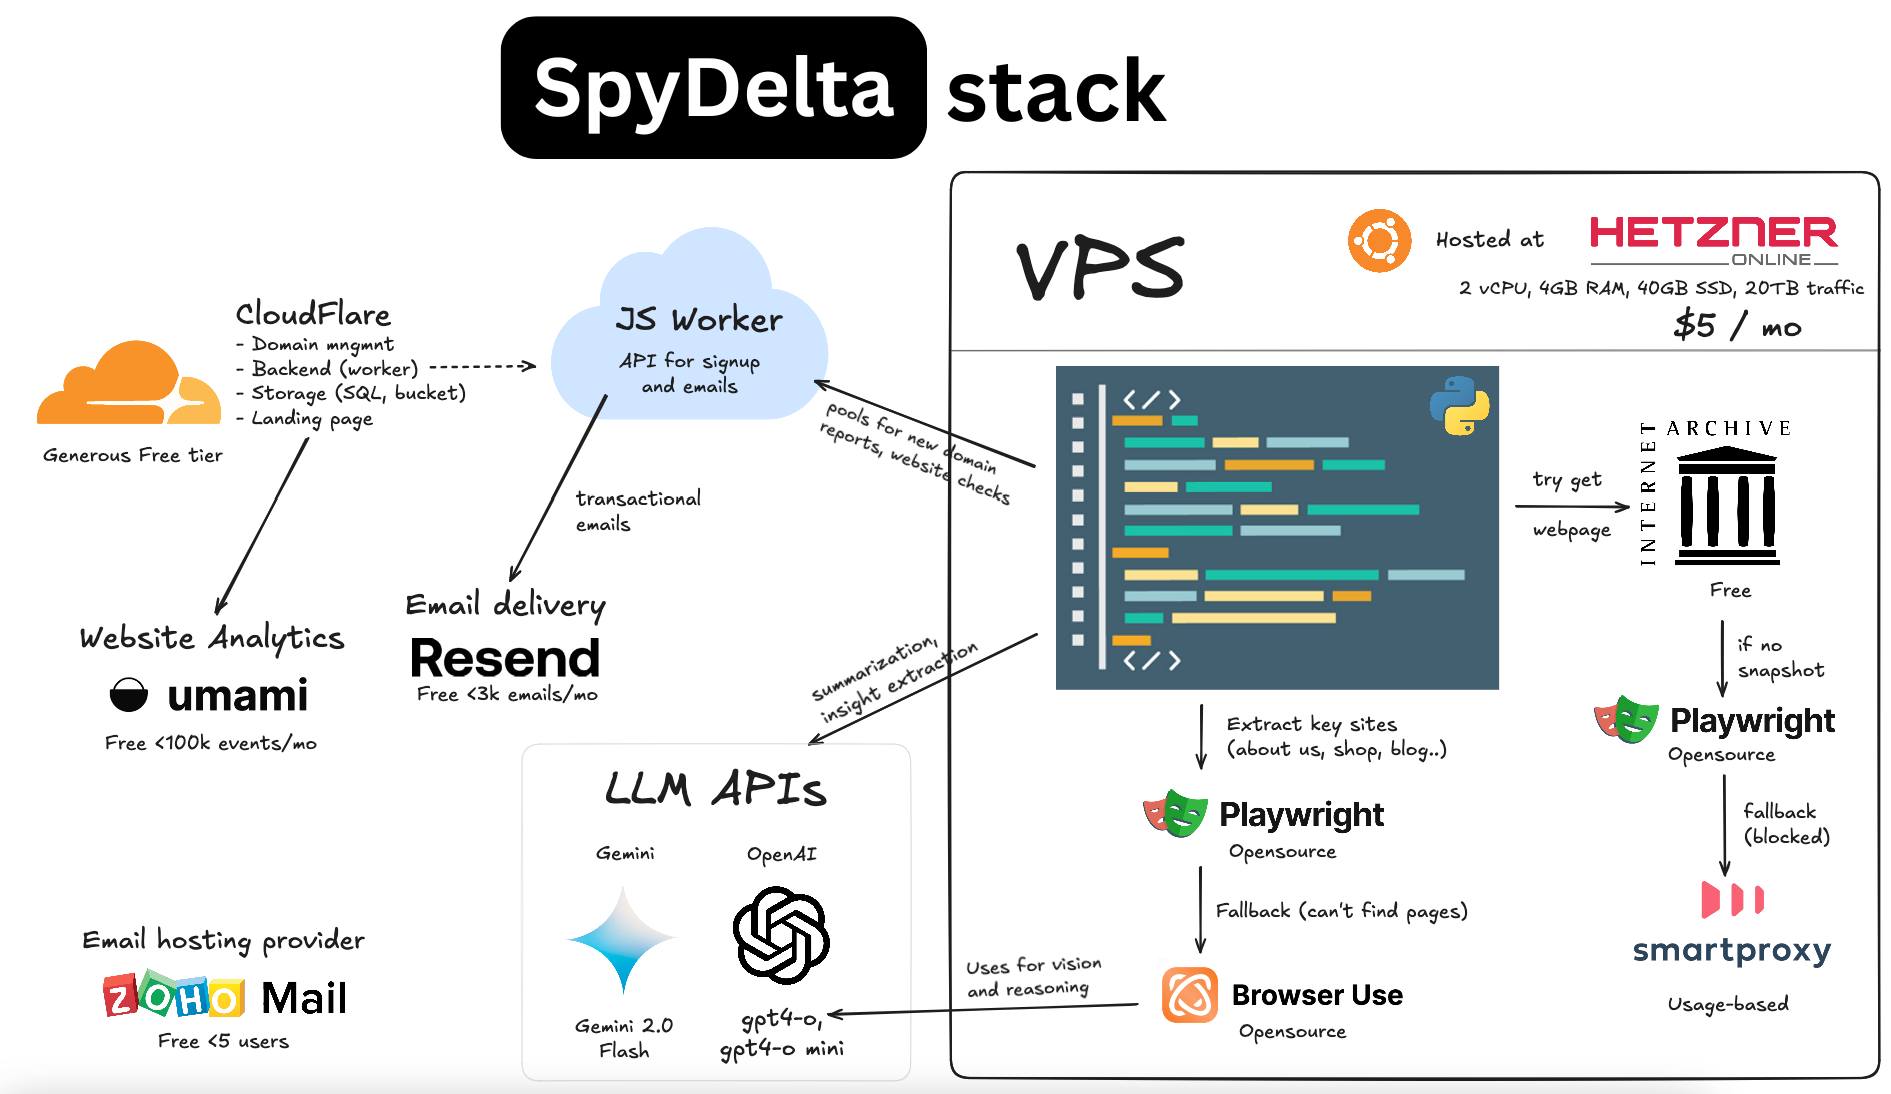 SpyDelta stack
CloudFlare
- Domain mngmnt
- Backend (worker)
- Storage (SQL, bucket)
- Landing page
Generous Free tier
JS Worker
API for signup
and emails
transactional
emails
Website Analytics
umami
Free <100k events/mo
Email delivery
Resend
Free <3k emails/mo
Email hosting provider
ZOHO Mail
Free <5 users
pools for new domain
reports, website checks
summarization,
insight extraction
LLM APIs
Gemini
OpenAI
Gemini 2.0
Flash
gpt4-o,
gpt4-o mini
VPS
Hosted at
HETZNER
ONLINE
2 vCPU, 4GB RAM, 40GB SSD, 20TB traffic
$5 / mo
</>
</>
try get
webpage
INTERNET
ARCHIVE
Free
if no
snapshot
Playwright
Opensource
fallback
(blocked)
smartproxy
Usage-based
Extract key sites
(about us, shop, blog..)
Playwright
Opensource
Fallback (can't find pages)
Browser Use
Opensource
Uses for vision
and reasoning